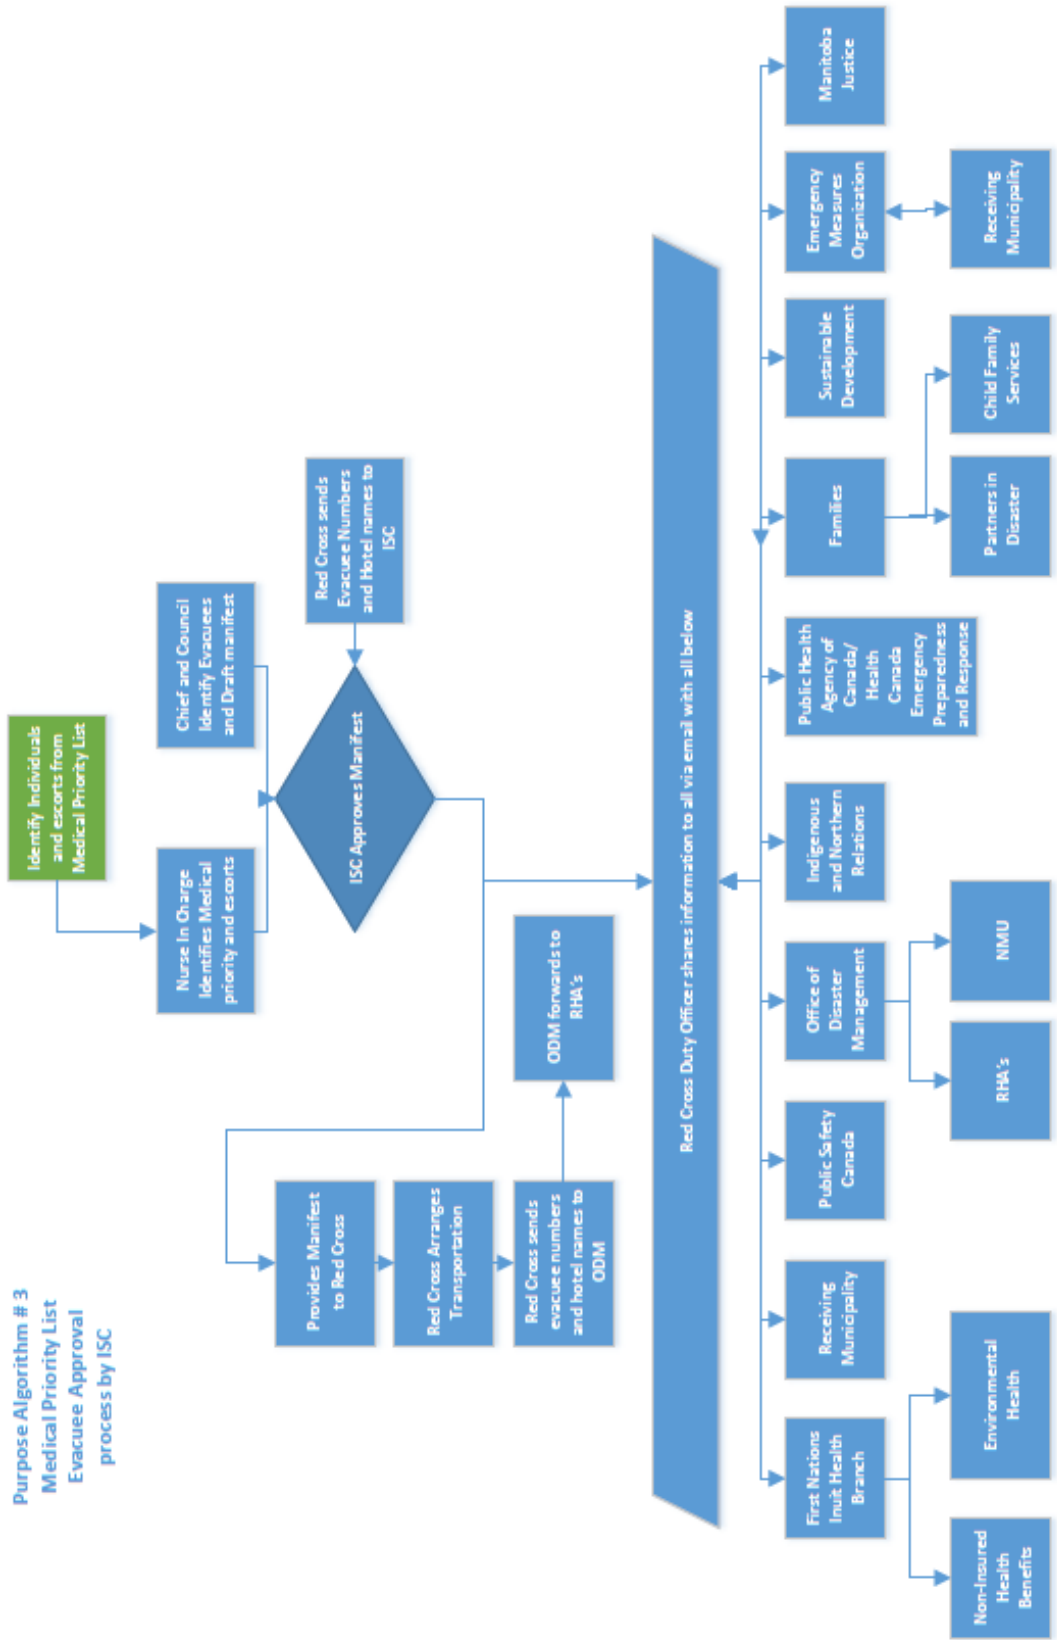 Purpose Algorithm # 3
Medical Priority List
Evacuee Approval
process by ISC
Identify Individuals
and escorts from
Medical Priority List
Nurse In Charge
Identifies Medical
priority and escorts
Chief and Council
Identify Evacuees
and Draft manifest
ISC Approves Manifest
Red Cross sends
Evacuee Numbers
and Hotel names to
ISC
Provides Manifest
to Red Cross
Red Cross Arranges
Transportation
Red Cross sends
evacuee numbers
and hotel names to
ODM
ODM forwards to
RHA's
Red Cross Duty Officer shares information to all via email with all below
First Nations
Inuit Health
Branch
Receiving
Municipality
Public Safety
Canada
Office of
Disaster
Management
Indigenous
and Northern
Relations
Public Health
Agency of
Canada/
Health
Canada
Emergency
Preparedness
and Response
Families
Sustainable
Development
Emergency
Measures
Organization
Manitoba
Justice
Non-Insured
Health
Benefits
Environmental
Health
RHA's
NMU
Partners in
Disaster
Child Family
Services
Receiving
Municipality